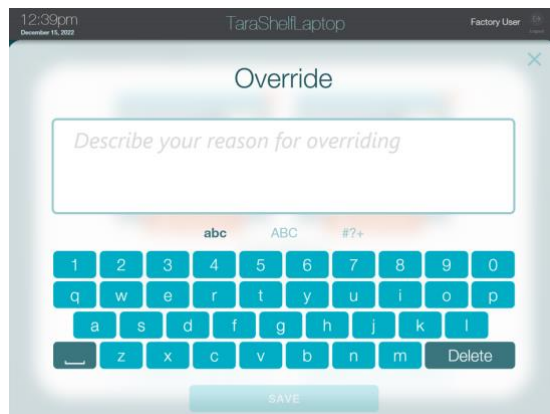 12:39pm TaraShelfLaptop Factory User
December 15, 2022
Override
Describe your reason for overriding
abc ABC #?+
1 2 3 4 5 6 7 8 9 0
q w e r t y u i o p
a s d f g h j k l
z x c v b n m Delete
SAVE